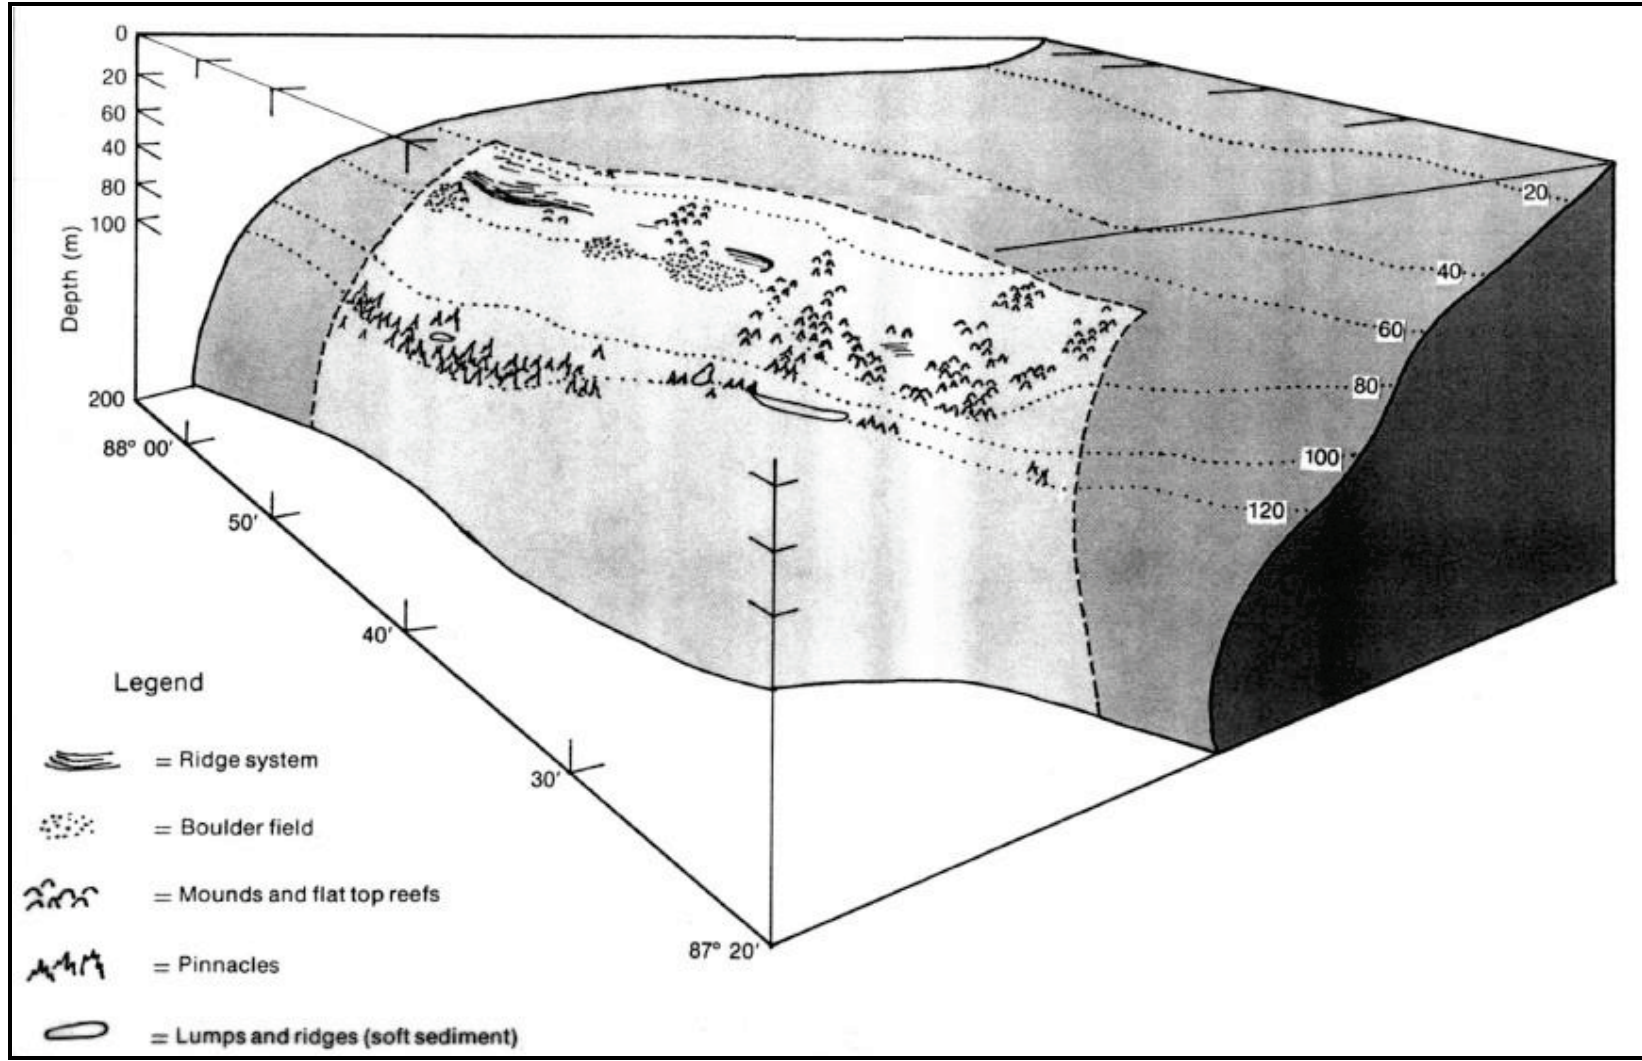 0
20
60
40
80
100
200
Depth (m)
88° 00′
50′
40′
30′
87° 20′
20
40
60
80
100
120
Legend
= Ridge system
= Boulder field
= Mounds and flat top reefs
= Pinnacles
= Lumps and ridges (soft sediment)